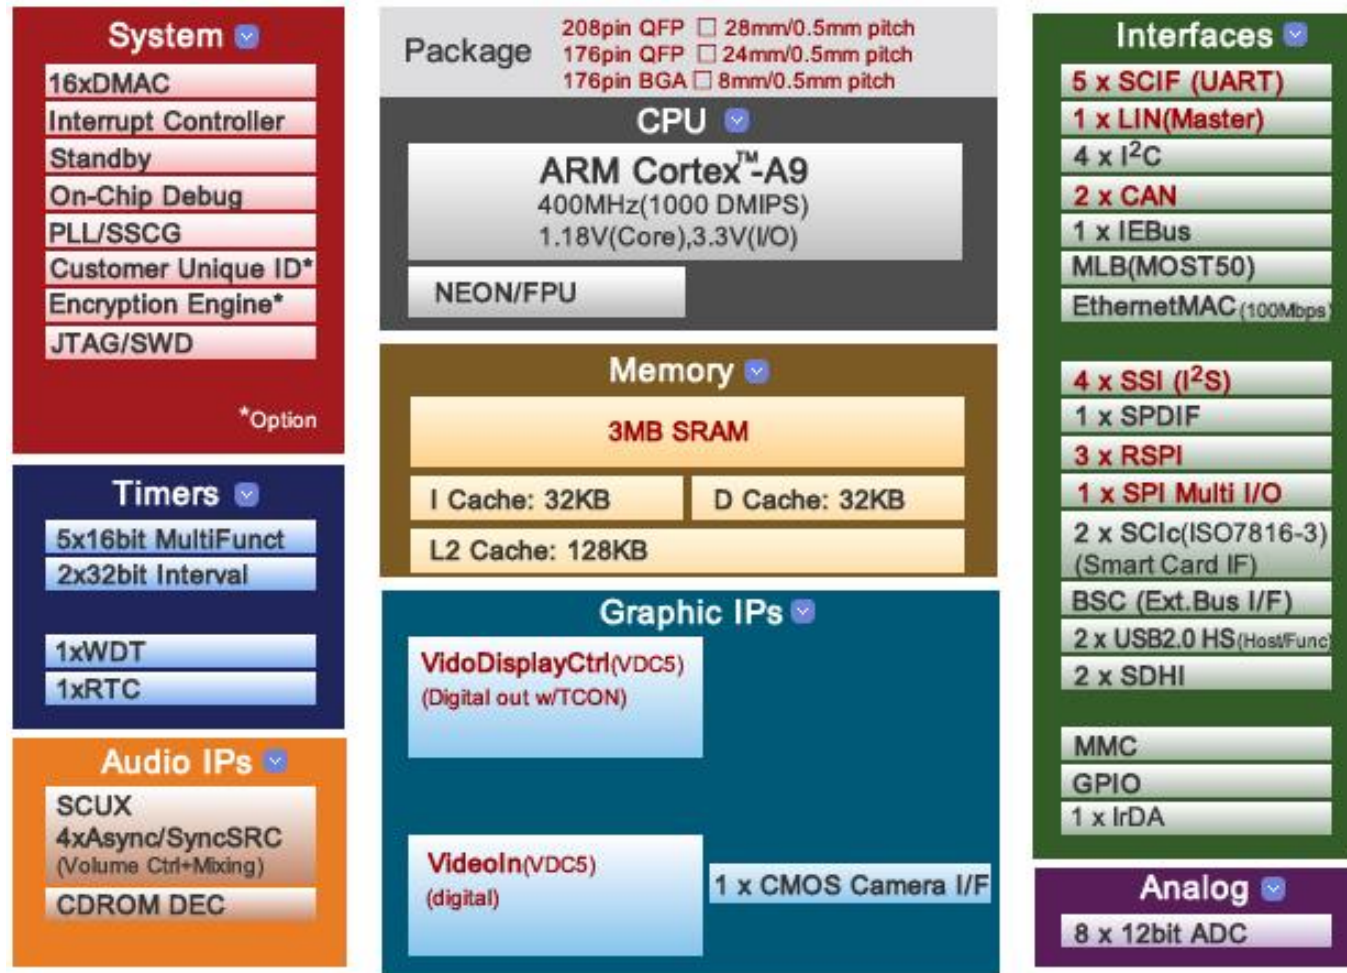 System
16xDMAC
Interrupt Controller
Standby
On-Chip Debug
PLL/SSCG
Customer Unique ID*
Encryption Engine*
JTAG/SWD
*Option
Timers
5x16bit MultiFunct
2x32bit Interval
1xWDT
1xRTC
Audio IPs
SCUX
4xAsync/SyncSRC
(Volume Ctrl+Mixing)
CDROM DEC
Package
208pin QFP □ 28mm/0.5mm pitch
176pin QFP □ 24mm/0.5mm pitch
176pin BGA □ 8mm/0.5mm pitch
CPU
ARM Cortex™-A9
400MHz(1000 DMIPS)
1.18V(Core),3.3V(I/O)
NEON/FPU
Memory
3MB SRAM
I Cache: 32KB
D Cache: 32KB
L2 Cache: 128KB
Graphic IPs
VidoDisplayCtrl(VDC5)
(Digital out w/TCON)
VideoIn(VDC5)
(digital)
1 x CMOS Camera I/F
Interfaces
5 x SCIF (UART)
1 x LIN(Master)
4 x I²C
2 x CAN
1 x IEBus
MLB(MOST50)
EthernetMAC(100Mbps)
4 x SSI (I²S)
1 x SPDIF
3 x RSPI
1 x SPI Multi I/O
2 x SCIc(ISO7816-3)
(Smart Card IF)
BSC (Ext.Bus I/F)
2 x USB2.0 HS(Host/Func)
2 x SDHI
MMC
GPIO
1 x IrDA
Analog
8 x 12bit ADC